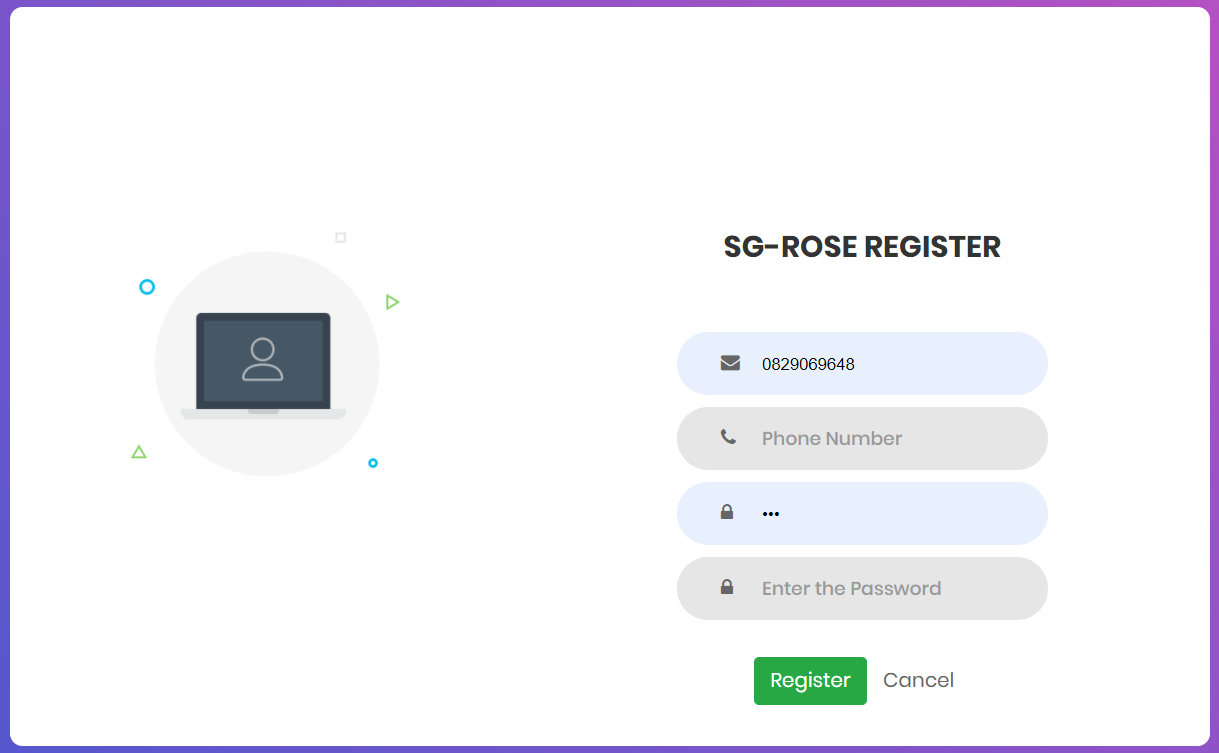 SG-ROSE REGISTER
0829069648
Phone Number
•••
Enter the Password
Register Cancel